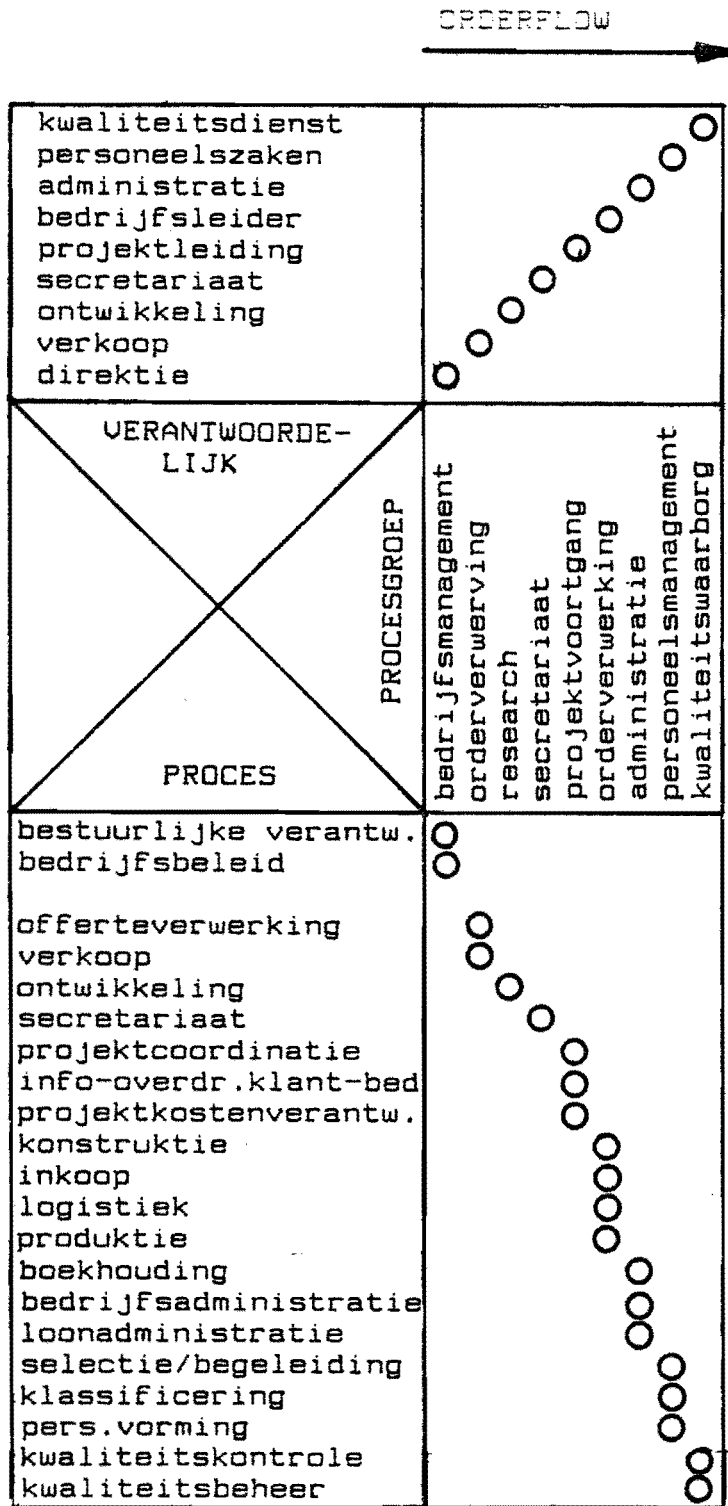 ORDERFLOW
kwaliteitsdienst
personeelszaken
administratie
bedrijfsleider
projektleiding
secretariaat
ontwikkeling
verkoop
direktie
VERANTWOORDE-
LIJK
PROCESGROEP
PROCES
bedrijfsmanagement
orderverwerving
research
secretariaat
projektvoortgang
orderverwerking
administratie
personeelsmanagement
kwaliteitswaarborg
bestuurlijke verantw.
bedrijfsbeleid
offerteverwerking
verkoop
ontwikkeling
secretariaat
projektcoordinatie
info-overdr.klant-bed
projektkostenverantw.
konstruktie
inkoop
logistiek
produktie
boekhouding
bedrijfsadministratie
loonadministratie
selectie/begeleiding
klassificering
pers.vorming
kwaliteitskontrole
kwaliteitsbeheer